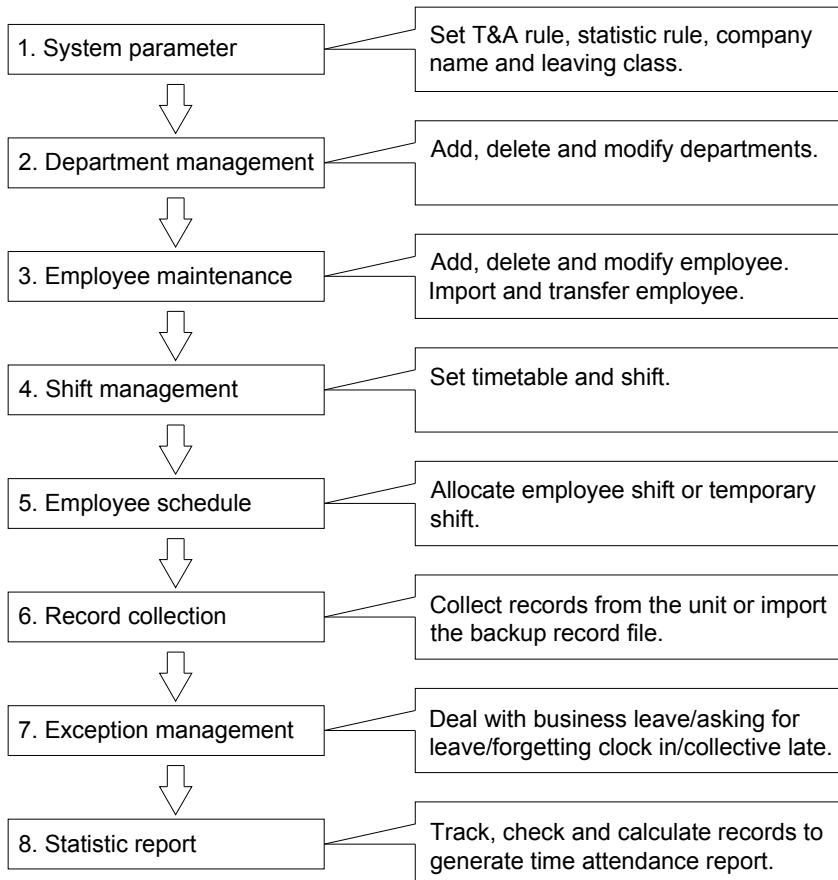 1. System parameter
Set T&A rule, statistic rule, company
name and leaving class.
2. Department management
Add, delete and modify departments.
3. Employee maintenance
Add, delete and modify employee.
Import and transfer employee.
4. Shift management
Set timetable and shift.
5. Employee schedule
Allocate employee shift or temporary
shift.
6. Record collection
Collect records from the unit or import
the backup record file.
7. Exception management
Deal with business leave/asking for
leave/forgetting clock in/collective late.
8. Statistic report
Track, check and calculate records to
generate time attendance report.